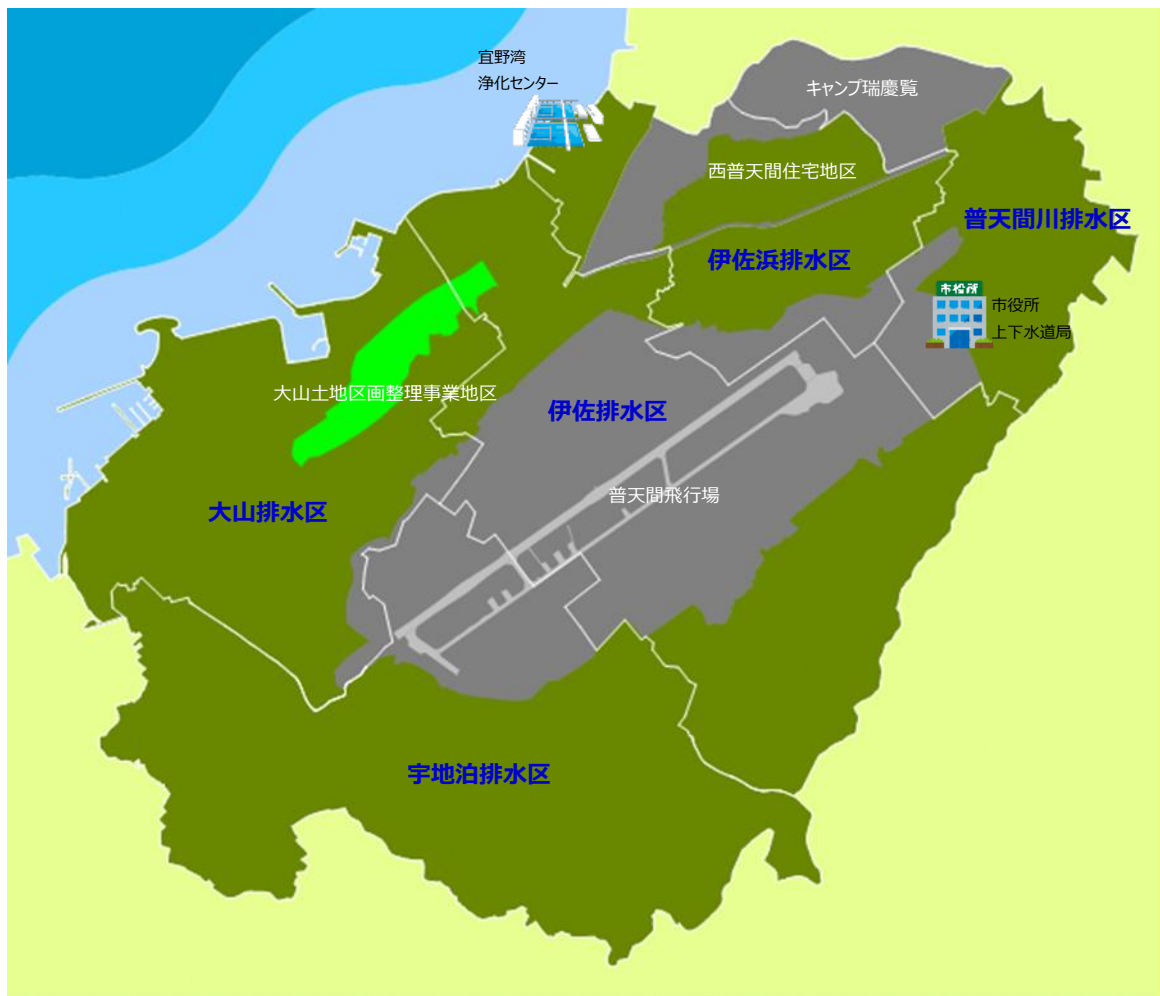 宜野湾
浄化センター
キャンプ瑞慶覧
西普天間住宅地区
普天間川排水区
伊佐浜排水区
市役所
市役所
上下水道局
大山土地区画整理事業地区
伊佐排水区
普天間飛行場
大山排水区
宇地泊排水区